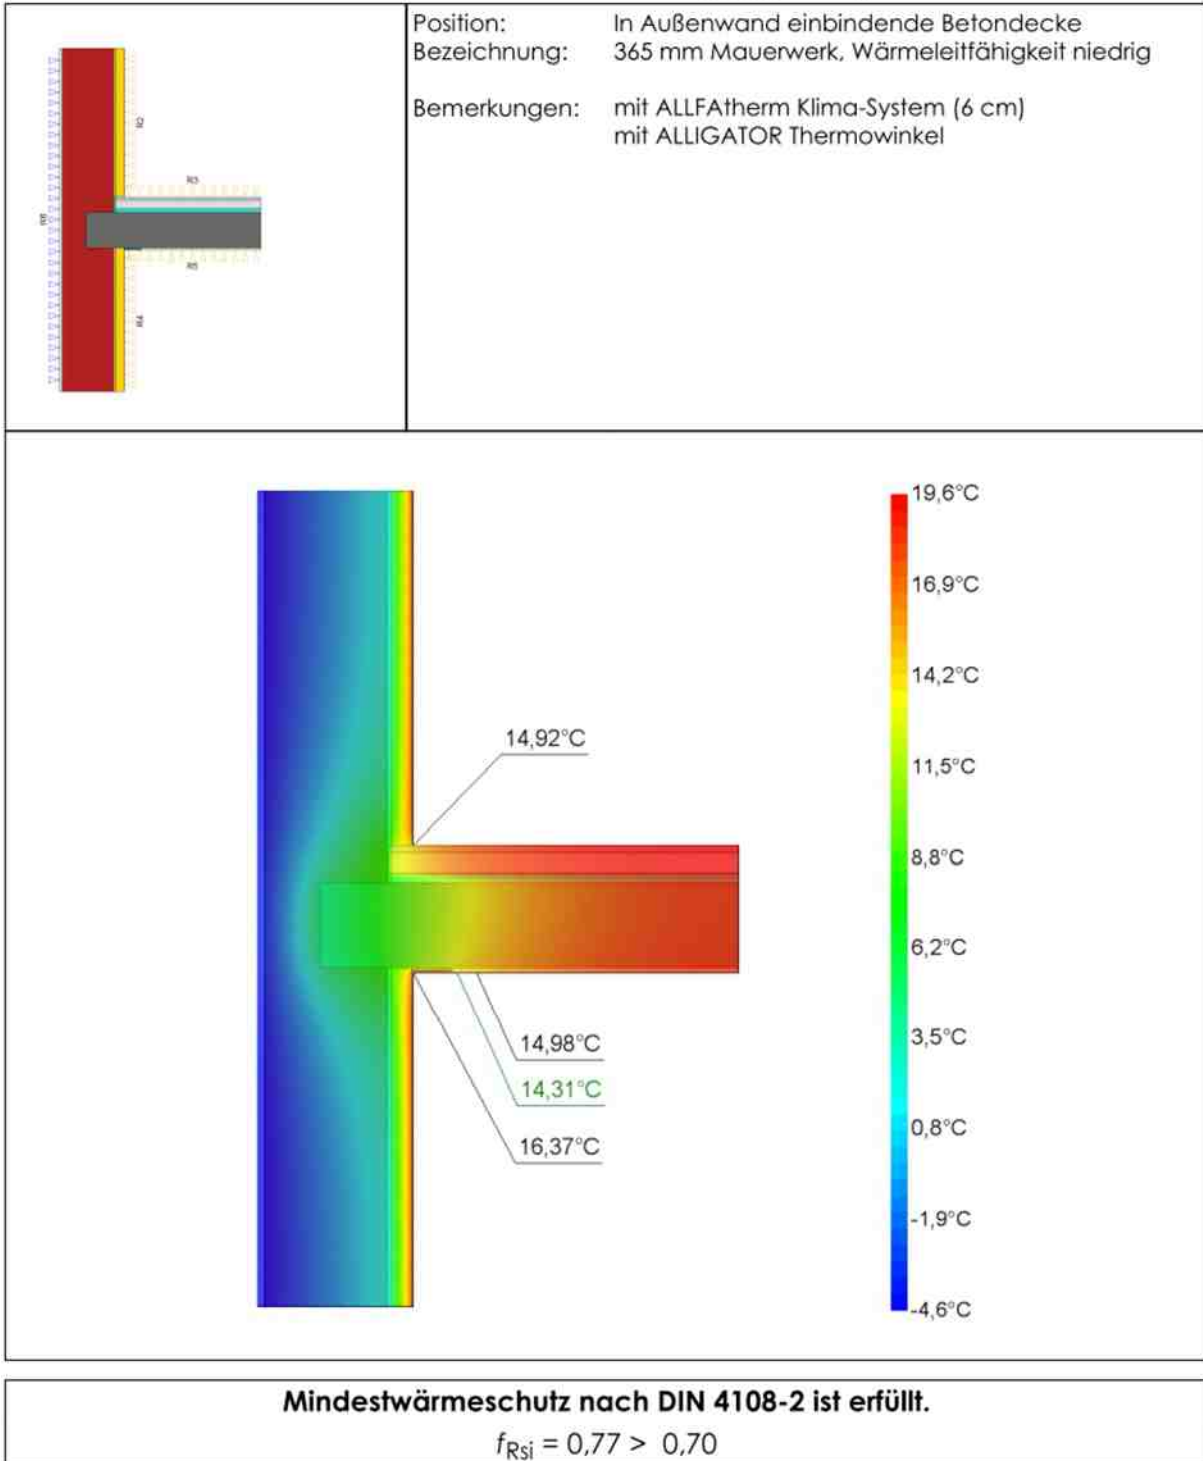 Position: In Außenwand einbindende Betondecke
Bezeichnung: 365 mm Mauerwerk, Wärmeleitfähigkeit niedrig
Bemerkungen: mit ALLFAtherm Klima-System (6 cm)
mit ALLIGATOR Thermowinkel
19,6°C
16,9°C
14,2°C
11,5°C
8,8°C
6,2°C
3,5°C
0,8°C
-1,9°C
-4,6°C
14,92°C
14,98°C
14,31°C
16,37°C
Mindestwärmeschutz nach DIN 4108-2 ist erfüllt.
fRsi = 0,77 > 0,70